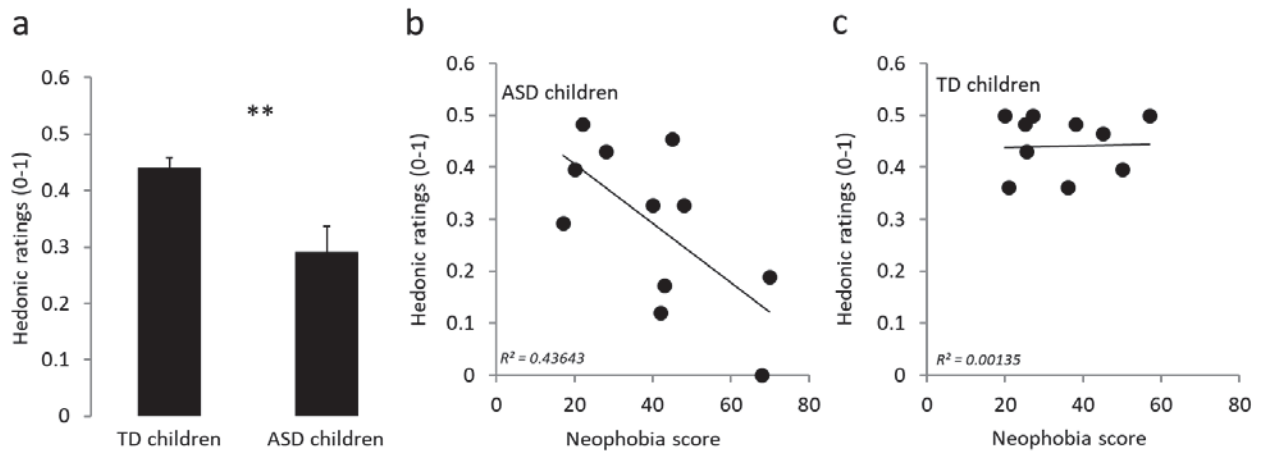 a
0.6
0.5
0.4
0.3
0.2
0.1
0
Hedonic ratings (0-1)
**
TD children
ASD children
b
0.6
0.5
0.4
0.3
0.2
0.1
0
Hedonic ratings (0-1)
ASD children
R² = 0.43643
0
20
40
60
80
Neophobia score
c
0.6
0.5
0.4
0.3
0.2
0.1
0
Hedonic ratings (0-1)
TD children
R² = 0.00135
0
20
40
60
80
Neophobia score